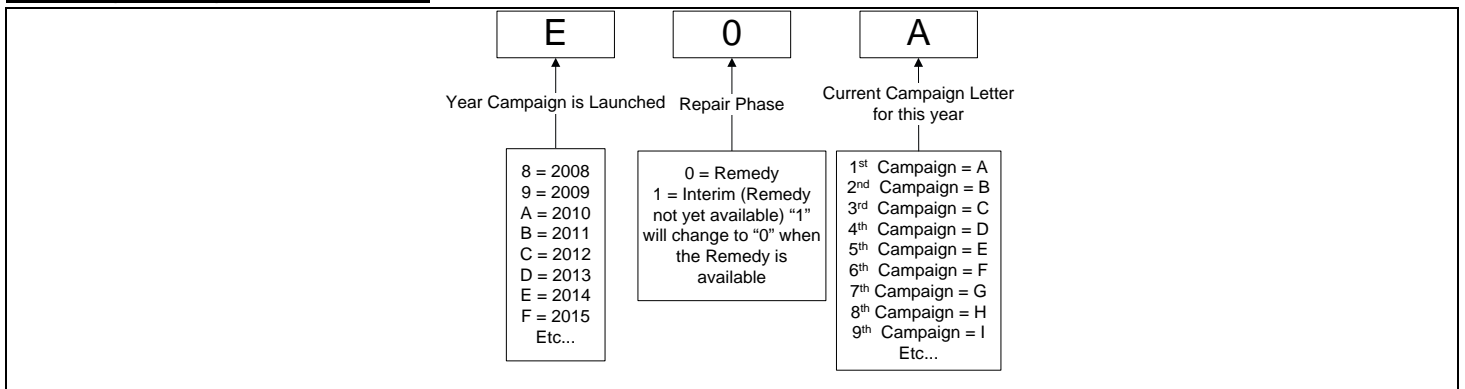 E
0
A
Year Campaign is Launched
Repair Phase
Current Campaign Letter
for this year
8 = 2008
9 = 2009
A = 2010
B = 2011
C = 2012
D = 2013
E = 2014
F = 2015
Etc...
0 = Remedy
1 = Interim (Remedy
not yet available) “1”
will change to “0” when
the Remedy is
available
1st Campaign = A
2nd Campaign = B
3rd Campaign = C
4th Campaign = D
5th Campaign = E
6th Campaign = F
7th Campaign = G
8th Campaign = H
9th Campaign = I
Etc...